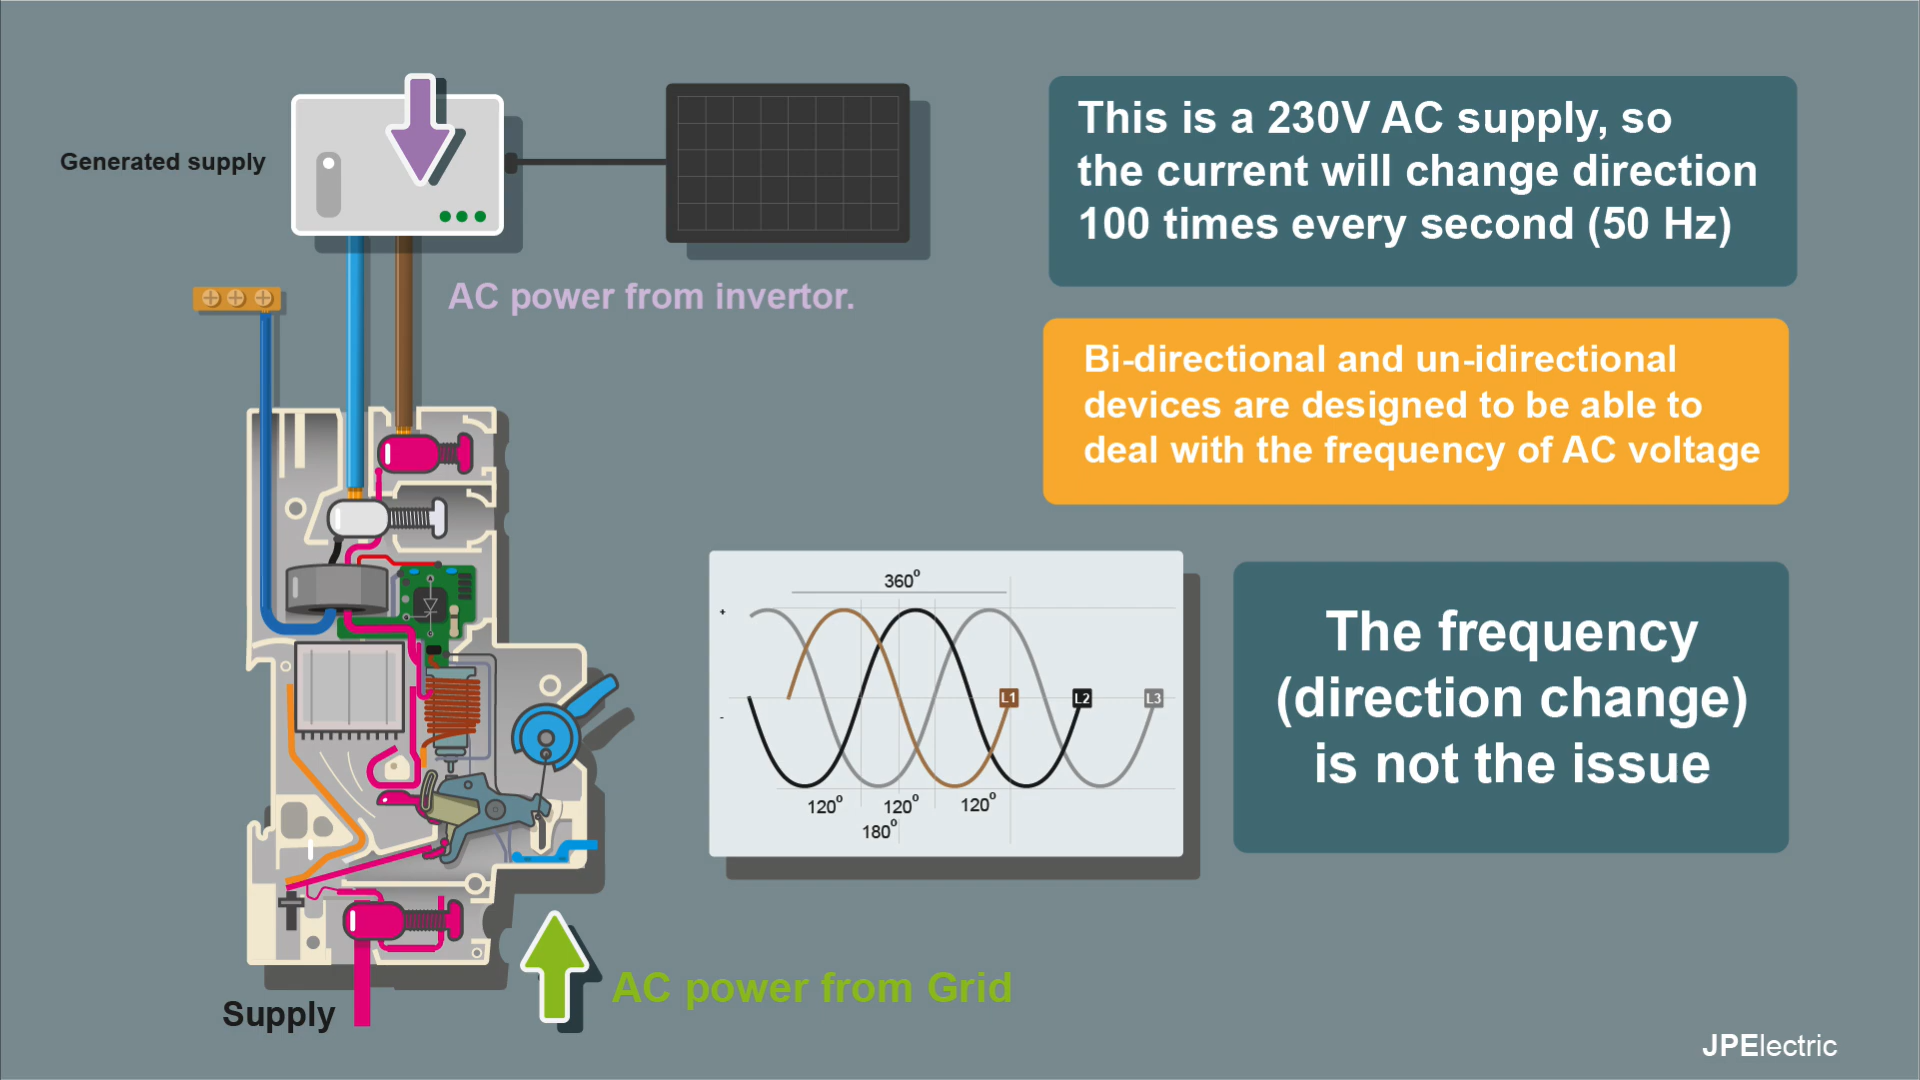 Generated supply
AC power from invertor.
This is a 230V AC supply, so
the current will change direction
100 times every second (50 Hz)
Bi-directional and un-idirectional
devices are designed to be able to
deal with the frequency of AC voltage
360°
+
-
L1
L2
L3
120° 120° 120°
180°
The frequency
(direction change)
is not the issue
AC power from Grid
Supply
JPElectric